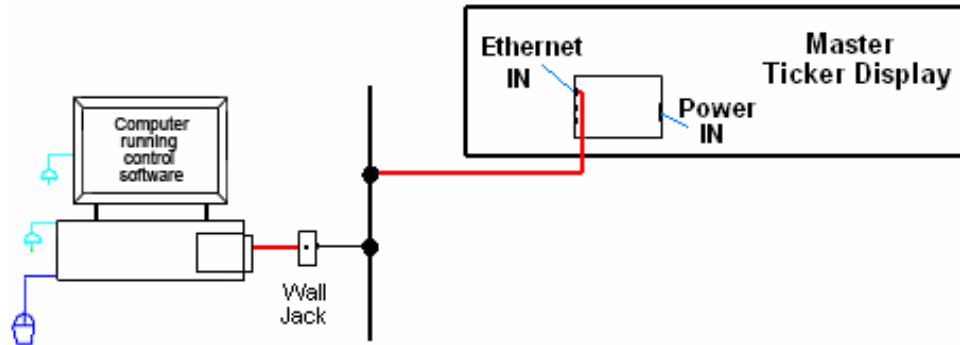 Ethernet
IN
Master
Ticker Display
Power
IN
Computer
running
control
software
Wall
Jack